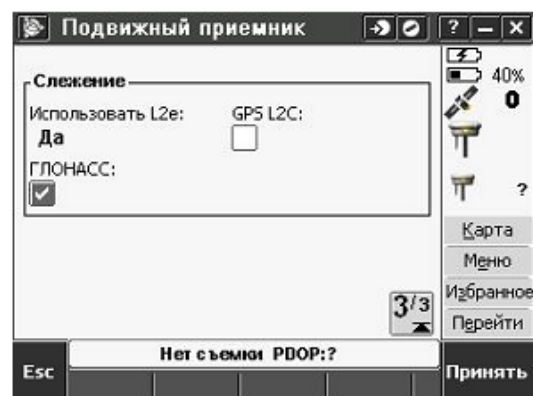 Подвижный приемник ? – x
40%
Слежение
Использовать L2e: GPS L2C:
0
Да
ГЛОНАСС:
?
Карта
Меню
Избранное
3/3
Перейти
Нет съемки PDOP:?
Esc
Принять